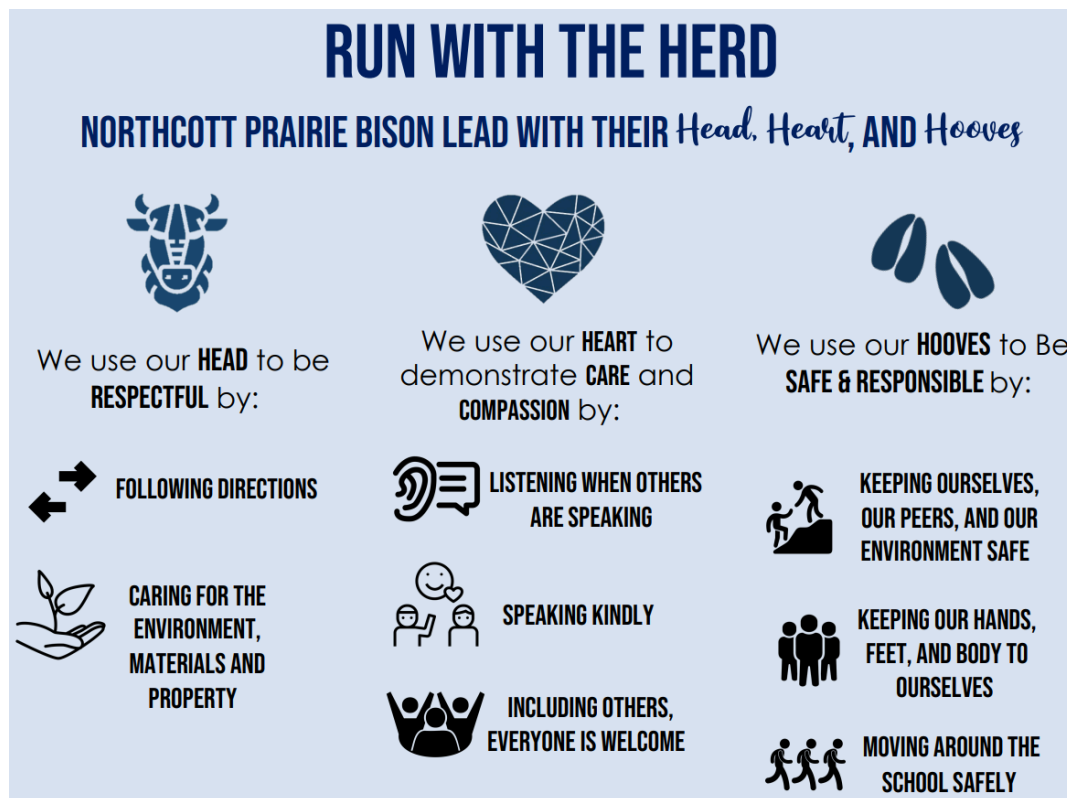 RUN WITH THE HERD
NORTHCOTT PRAIRIE BISON LEAD WITH THEIR Head, Heart, AND Hooves
We use our HEAD to be
RESPECTFUL by:
FOLLOWING DIRECTIONS
CARING FOR THE
ENVIRONMENT,
MATERIALS AND
PROPERTY
We use our HEART to
demonstrate CARE and
COMPASSION by:
LISTENING WHEN OTHERS
ARE SPEAKING
SPEAKING KINDLY
INCLUDING OTHERS,
EVERYONE IS WELCOME
We use our HOOVES to Be
SAFE & RESPONSIBLE by:
KEEPING OURSELVES,
OUR PEERS, AND OUR
ENVIRONMENT SAFE
KEEPING OUR HANDS,
FEET, AND BODY TO
OURSELVES
MOVING AROUND THE
SCHOOL SAFELY